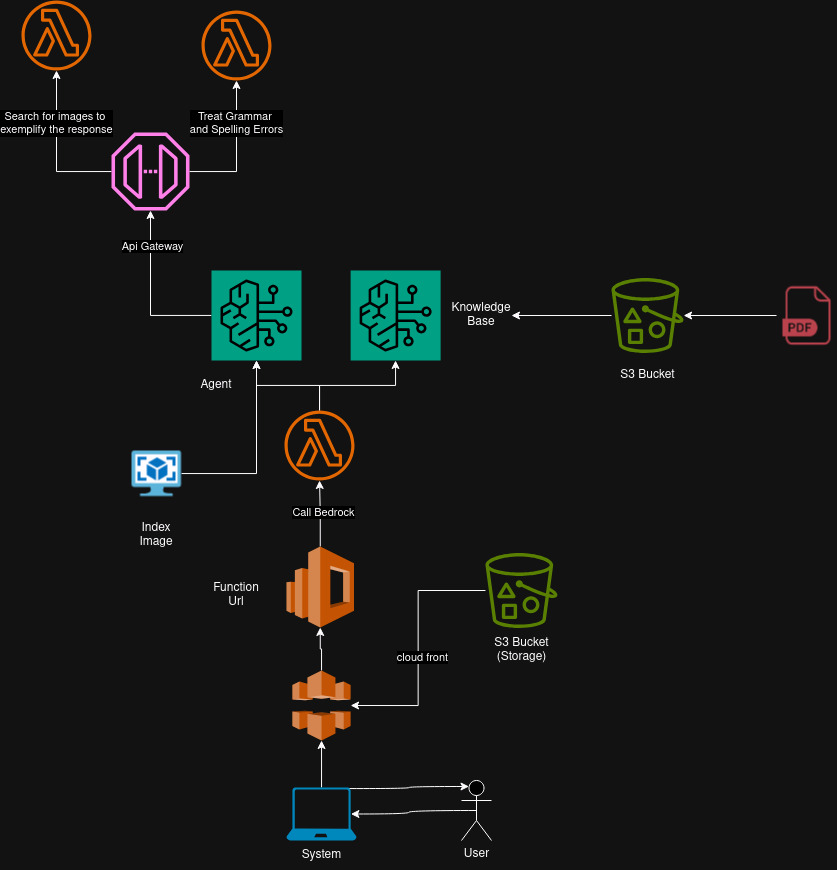 Search for images to
exemplify the response
Treat Grammar
and Spelling Errors
Api Gateway
Knowledge
Base
PDF
S3 Bucket
Agent
Index
Image
Call Bedrock
Function
Url
S3 Bucket
(Storage)
cloud front
System
User